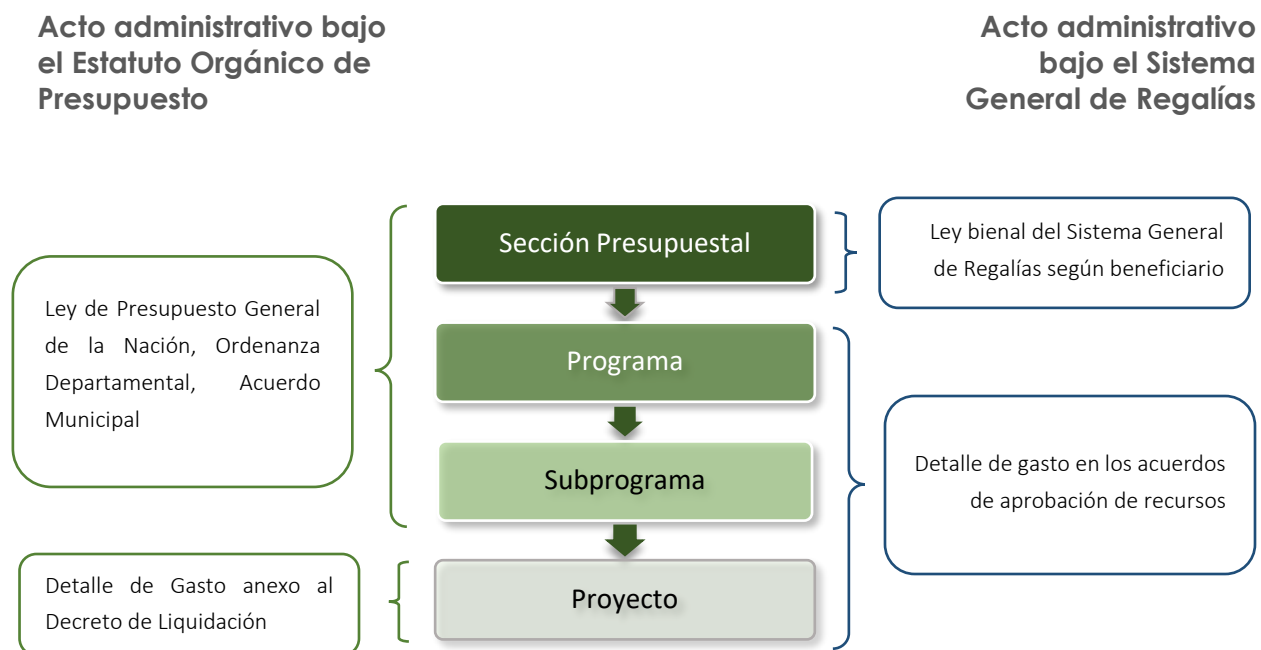 Acto administrativo bajo
el Estatuto Orgánico de
Presupuesto
Acto administrativo
bajo el Sistema
General de Regalías
Sección Presupuestal
Ley bienal del Sistema General
de Regalías según beneficiario
Ley de Presupuesto General
de la Nación, Ordenanza
Departamental, Acuerdo
Municipal
Programa
Subprograma
Detalle de gasto en los acuerdos
de aprobación de recursos
Detalle de Gasto anexo al
Decreto de Liquidación
Proyecto